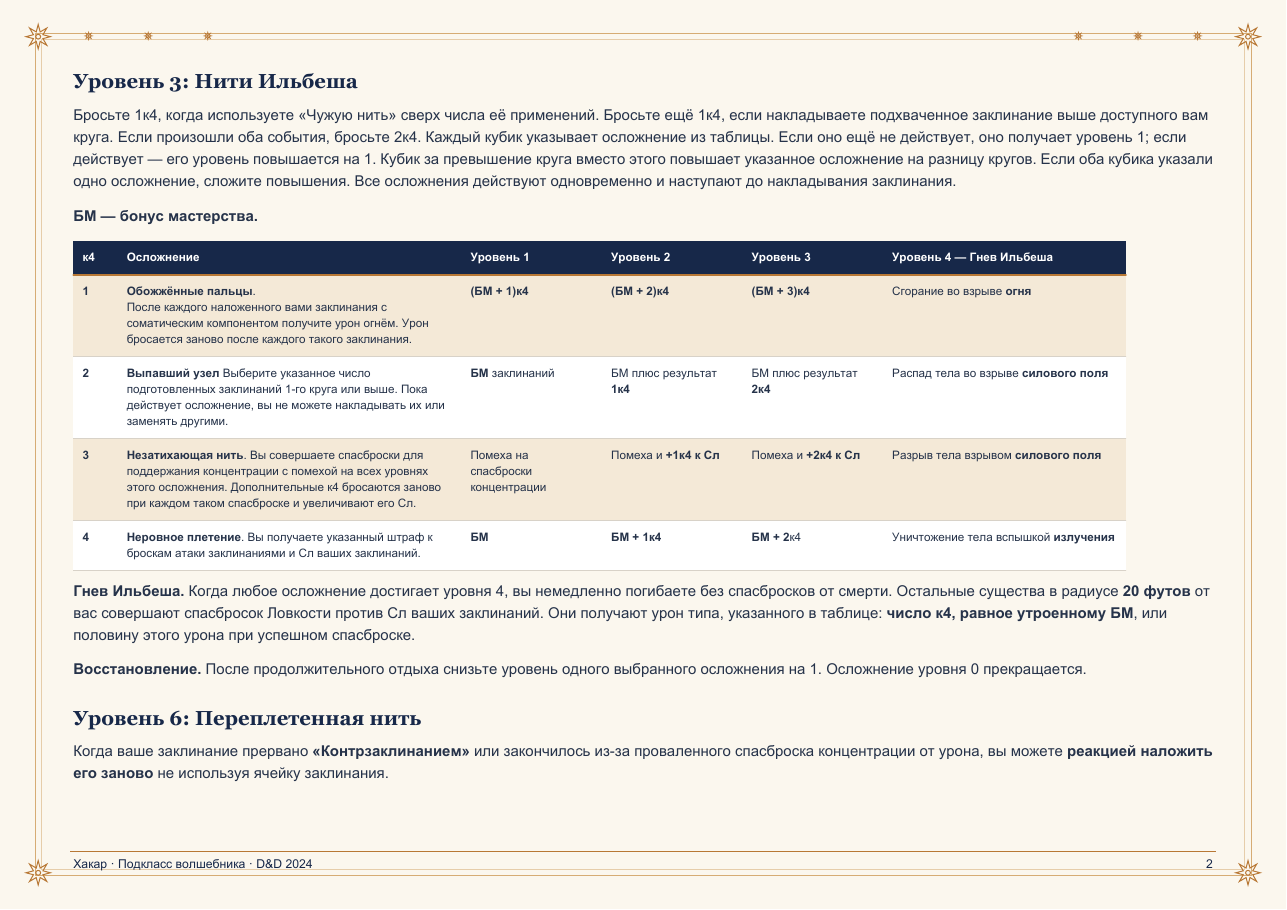 Уровень 3: Нити Ильбеша
Бросьте 1к4, когда используете «Чужую нить» сверх числа её применений. Бросьте ещё 1к4, если накладываете подхваченное заклинание выше доступного вам
круга. Если произошли оба события, бросьте 2к4. Каждый кубик указывает осложнение из таблицы. Если оно ещё не действует, оно получает уровень 1; если
действует — его уровень повышается на 1. Кубик за превышение круга вместо этого повышает указанное осложнение на разницу кругов. Если оба кубика указали
одно осложнение, сложите повышения. Все осложнения действуют одновременно и наступают до накладывания заклинания.
БМ — бонус мастерства.
к4 Осложнение Уровень 1 Уровень 2 Уровень 3 Уровень 4 — Гнев Ильбеша
1 Обожжённые пальцы. (БМ + 1)к4 (БМ + 2)к4 (БМ + 3)к4 Сгорание во взрыве огня
После каждого наложенного вами заклинания с
соматическим компонентом получите урон огнём. Урон
бросается заново после каждого такого заклинания.
2 Выпавший узел Выберите указанное число БМ заклинаний БМ плюс результат БМ плюс результат Распад тела во взрыве силового поля
подготовленных заклинаний 1-го круга или выше. Пока 1к4 2к4
действует осложнение, вы не можете накладывать их или
заменять другими.
3 Незатихающая нить. Вы совершаете спасброски для Помеха на Помеха и +1к4 к Сл Помеха и +2к4 к Сл Разрыв тела взрывом силового поля
поддержания концентрации с помехой на всех уровнях спасброски
этого осложнения. Дополнительные к4 бросаются заново концентрации
при каждом таком спасброске и увеличивают его Сл.
4 Неровное плетение. Вы получаете указанный штраф к БМ БМ + 1к4 БМ + 2к4 Уничтожение тела вспышкой излучения
броскам атаки заклинаниями и Сл ваших заклинаний.
Гнев Ильбеша. Когда любое осложнение достигает уровня 4, вы немедленно погибаете без спасбросков от смерти. Остальные существа в радиусе 20 футов от
вас совершают спасбросок Ловкости против Сл ваших заклинаний. Они получают урон типа, указанного в таблице: число к4, равное утроенному БМ, или
половину этого урона при успешном спасброске.
Восстановление. После продолжительного отдыха снизьте уровень одного выбранного осложнения на 1. Осложнение уровня 0 прекращается.
Уровень 6: Переплетенная нить
Когда ваше заклинание прервано «Контрзаклинанием» или закончилось из-за проваленного спасброска концентрации от урона, вы можете реакцией наложить
его заново не используя ячейку заклинания.
Хакар · Подкласс волшебника · D&D 2024 2